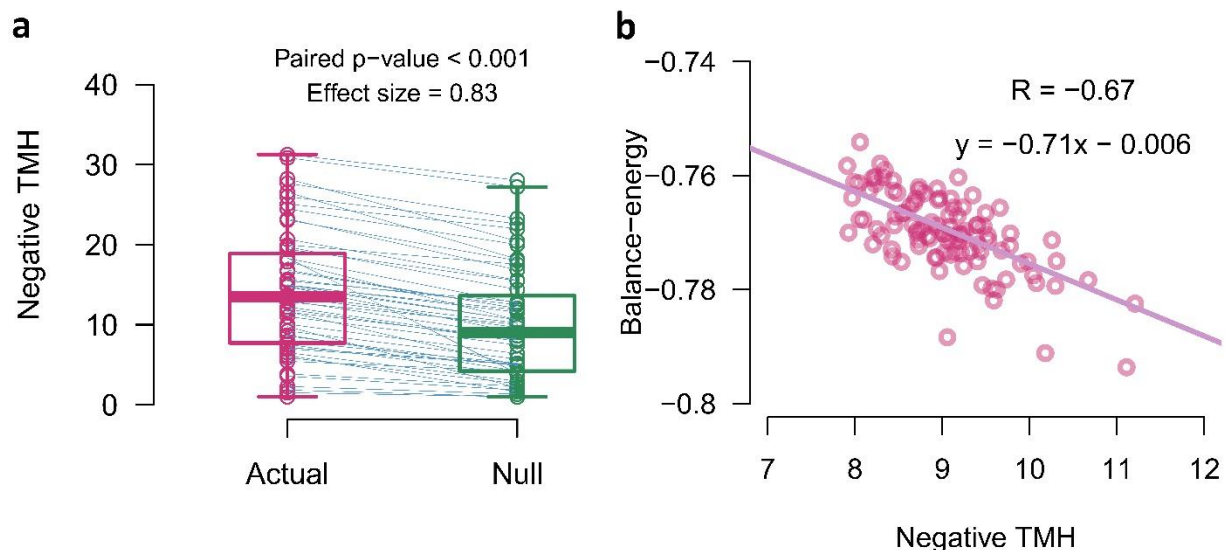 a
Paired p−value < 0.001
Effect size = 0.83
Negative TMH
40
30
20
10
0
Actual
Null
b
R = −0.67
y = −0.71x − 0.006
Balance−energy
−0.74
−0.76
−0.78
−0.8
7
8
9
10
11
12
Negative TMH